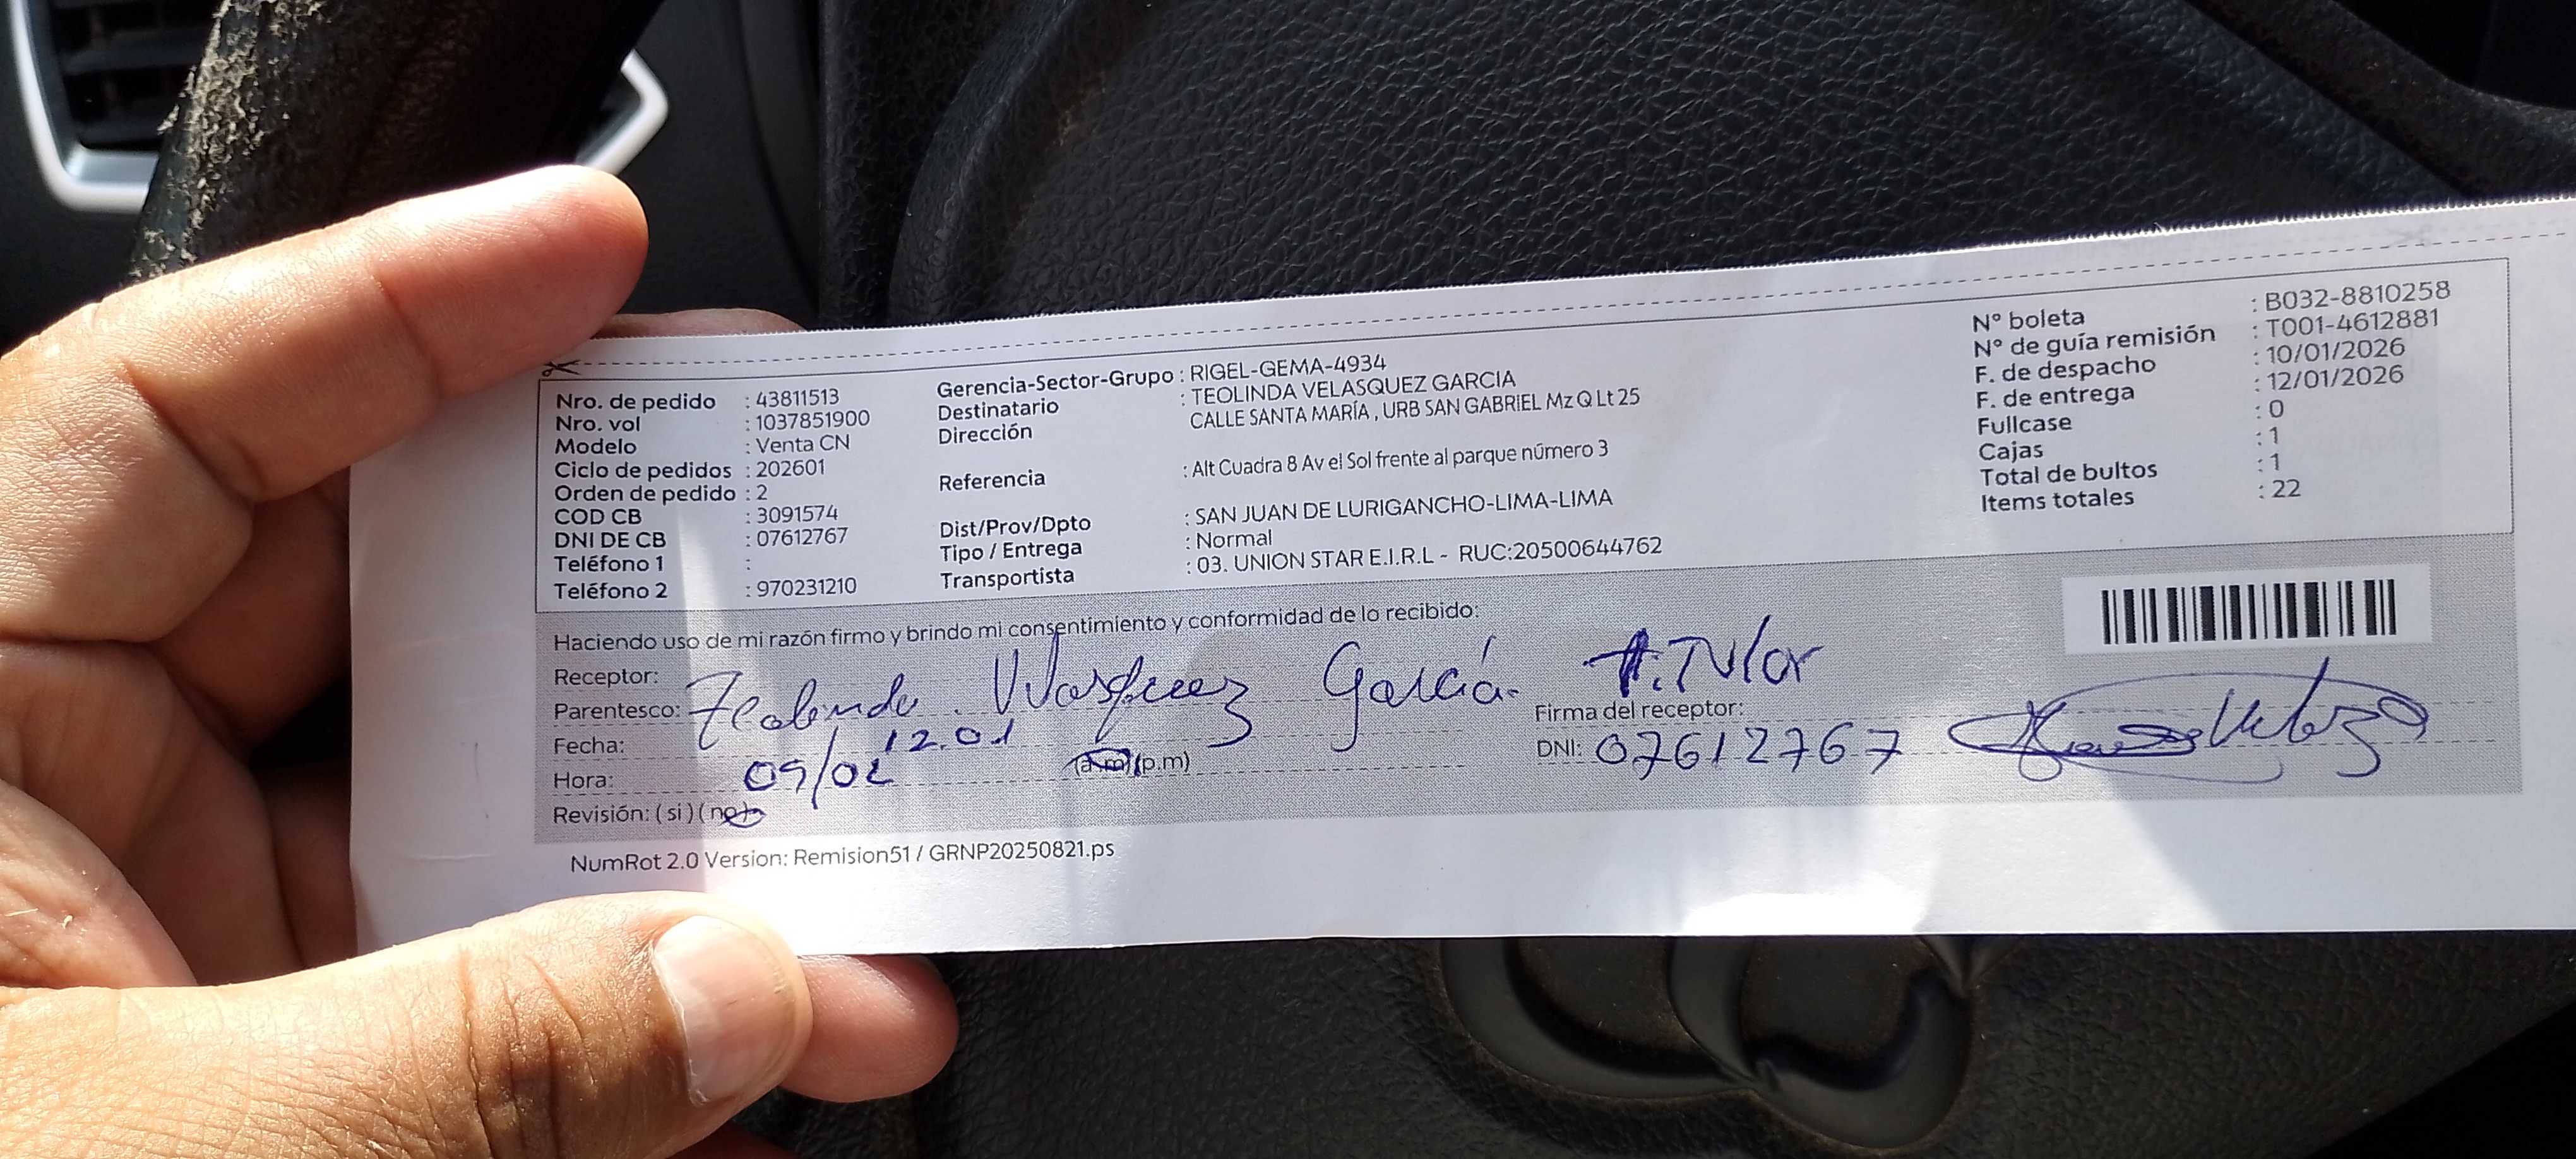 Nro. de pedido : 43811513
Nro. vol : 1037851900
Modelo : Venta CN
Ciclo de pedidos : 202601
Orden de pedido : 2
COD CB : 3091574
DNI DE CB : 07612767
Teléfono 1 :
Teléfono 2 : 970231210
Gerencia-Sector-Grupo : RIGEL-GEMA-4934
Destinatario : TEOLINDA VELASQUEZ GARCIA
Dirección CALLE SANTA MARÍA , URB SAN GABRIEL Mz Q Lt 25
Referencia : Alt Cuadra 8 Av el Sol frente al parque número 3
Dist/Prov/Dpto : SAN JUAN DE LURIGANCHO-LIMA-LIMA
Tipo / Entrega : Normal
Transportista : 03. UNION STAR E.I.R.L - RUC:20500644762
N° boleta : B032-8810258
N° de guía remisión : T001-4612881
F. de despacho : 10/01/2026
F. de entrega : 12/01/2026
Fullcase : 0
Cajas : 1
Total de bultos : 1
Items totales : 22
Haciendo uso de mi razón firmo y brindo mi consentimiento y conformidad de lo recibido:
Receptor:
Parentesco: García
Fecha: 12.01
Hora: (a.m)(p.m)
Revisión: ( si ) ( no )
Firma del receptor:
DNI: 07612767
NumRot 2.0 Version: Remision51 / GRNP20250821.ps